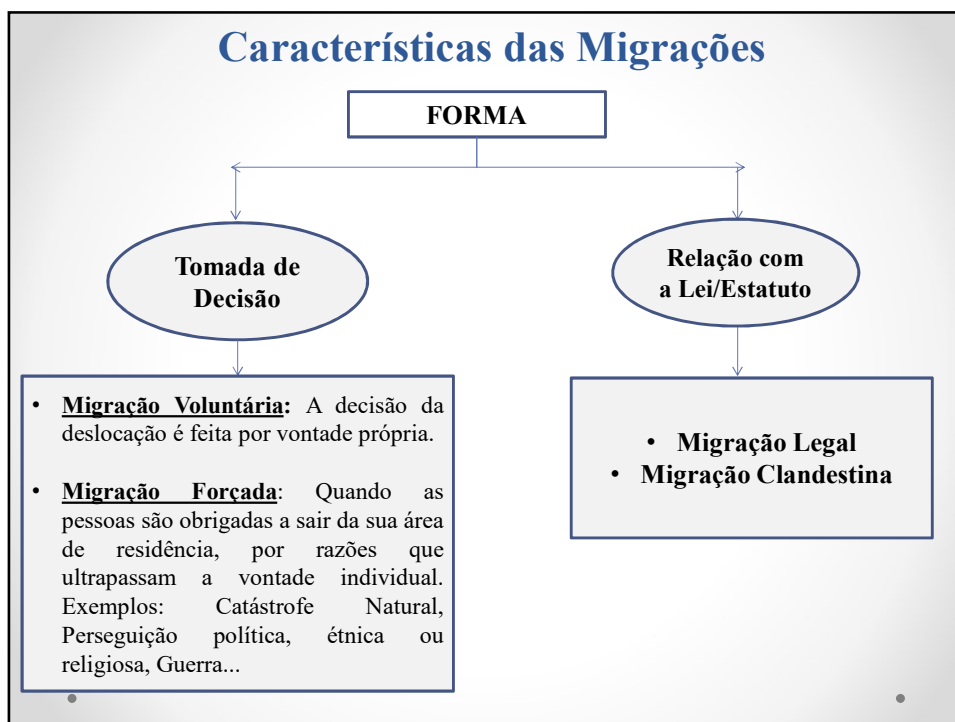 Características das Migrações
FORMA
Tomada de
Decisão
• Migração Voluntária: A decisão da
deslocação é feita por vontade própria.
• Migração Forçada: Quando as
pessoas são obrigadas a sair da sua área
de residência, por razões que
ultrapassam a vontade individual.
Exemplos: Catástrofe Natural,
Perseguição política, étnica ou
religiosa, Guerra...
Relação com
a Lei/Estatuto
• Migração Legal
• Migração Clandestina